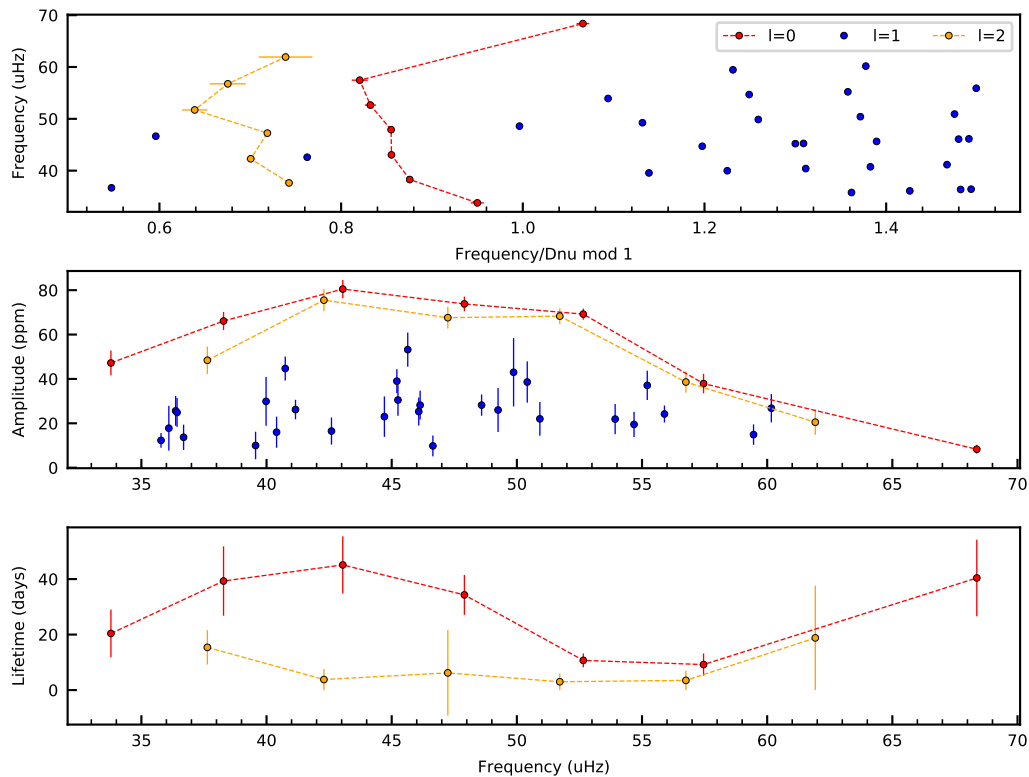 70
60
50
40
Frequency (uHz)
l=0 l=1 l=2
0.6 0.8 1.0 1.2 1.4
Frequency/Dnu mod 1
80
60
40
20
0
Amplitude (ppm)
35 40 45 50 55 60 65 70
40
20
0
Lifetime (days)
35 40 45 50 55 60 65 70
Frequency (uHz)